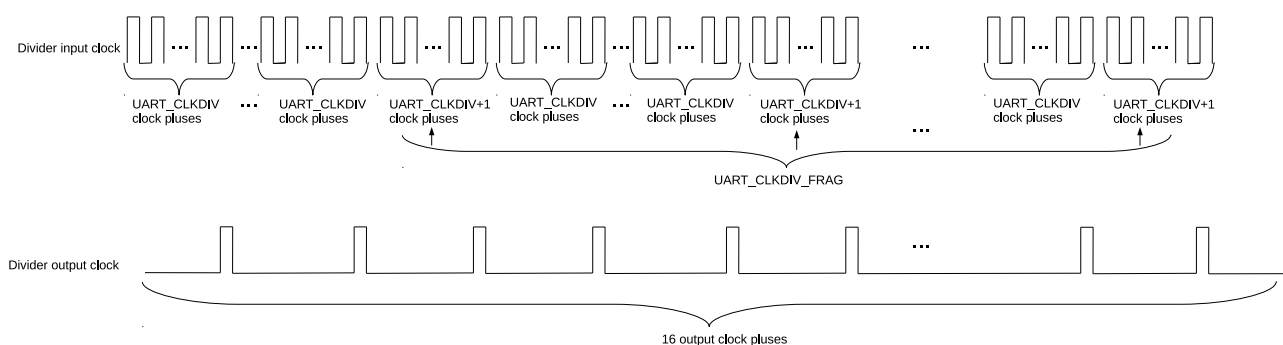 Divider input clock
... ... ... ... ... ... ... ... ... ... ...
UART_CLKDIV ... UART_CLKDIV UART_CLKDIV+1 UART_CLKDIV ... UART_CLKDIV UART_CLKDIV+1 UART_CLKDIV UART_CLKDIV+1
clock pluses clock pluses clock pluses clock pluses clock pluses clock pluses clock pluses clock pluses
...
UART_CLKDIV_FRAG
...
Divider output clock
16 output clock pluses